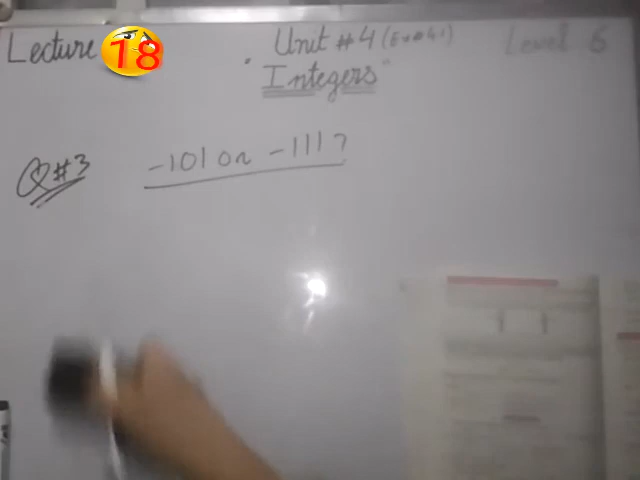 Lecture 18 Unit # 4 (Ex # 4.1) Level 6
"Integers"
Q#3 -101 or -111?